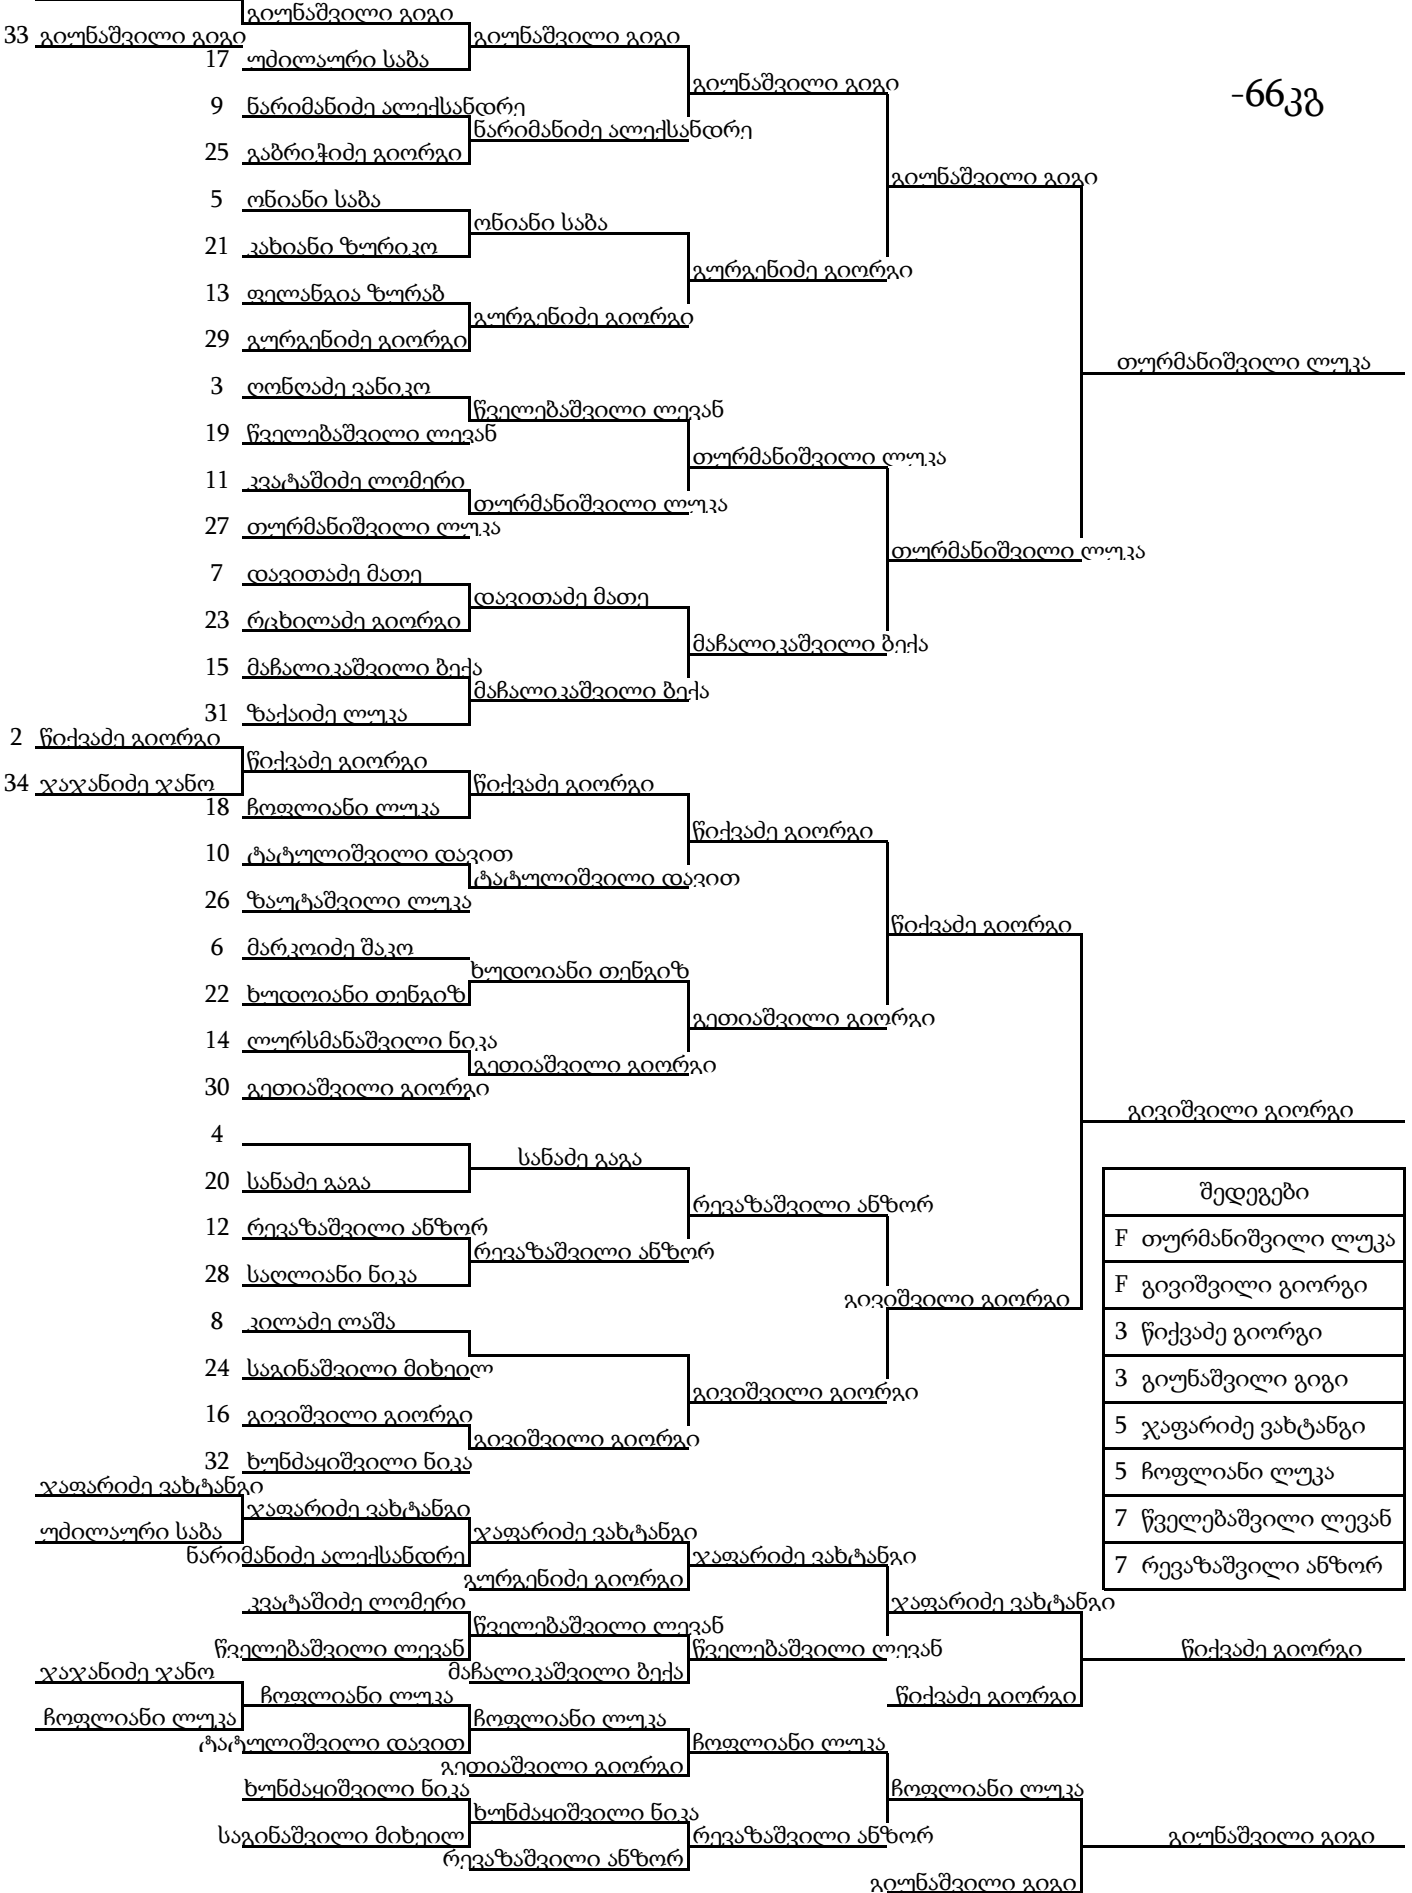 გიუნაშვილი გიგი
33 გიუნაშვილი გიგი გიუნაშვილი გიგი
17 უძილაური საბა
გიუნაშვილი გიგი
-66კგ
9 ნარიმანიძე ალექსანდრე
ნარიმანიძე ალექსანდრე
25 გაბრიჭიძე გიორგი
გიუნაშვილი გიგი
5 ონიანი საბა
ონიანი საბა
21 კახიანი ზურიკო
გურგენიძე გიორგი
13 ფელანგია ზურაბ
გურგენიძე გიორგი
29 გურგენიძე გიორგი
თურმანიშვილი ლუკა
3 ღონღაძე ვანიკო
წველებაშვილი ლევან
19 წველებაშვილი ლევან
თურმანიშვილი ლუკა
11 კვატაშიძე ლომერი
თურმანიშვილი ლუკა
27 თურმანიშვილი ლუკა
თურმანიშვილი ლუკა
7 დავითაძე მათე
დავითაძე მათე
23 რცხილაძე გიორგი
მაჩალიკაშვილი ბექა
15 მაჩალიკაშვილი ბექა
მაჩალიკაშვილი ბექა
31 ზაქაიძე ლუკა
2 წიქვაძე გიორგი
წიქვაძე გიორგი
34 ჯაჯანიძე ჯანო წიქვაძე გიორგი
18 ჩოფლიანი ლუკა
წიქვაძე გიორგი
10 ტატულიშვილი დავით
ტატულიშვილი დავით
26 ზაუტაშვილი ლუკა
წიქვაძე გიორგი
6 მარკოიძე შაკო
ხუდოიანი თენგიზ
22 ხუდოიანი თენგიზ
გეთიაშვილი გიორგი
14 ლურსმანაშვილი ნიკა
გეთიაშვილი გიორგი
30 გეთიაშვილი გიორგი
გივიშვილი გიორგი
4
სანაძე გაგა
20 სანაძე გაგა
შედეგები
რევაზაშვილი ანზორ
12 რევაზაშვილი ანზორ
F თურმანიშვილი ლუკა
რევაზაშვილი ანზორ
28 საღლიანი ნიკა
F გივიშვილი გიორგი
გივიშვილი გიორგი
8 კილაძე ლაშა
3 წიქვაძე გიორგი
24 საგინაშვილი მიხეილ
3 გიუნაშვილი გიგი
გივიშვილი გიორგი
16 გივიშვილი გიორგი
5 ჯაფარიძე ვახტანგი
გივიშვილი გიორგი
32 ხუნძაყიშვილი ნიკა
5 ჩოფლიანი ლუკა
ჯაფარიძე ვახტანგი
ჯაფარიძე ვახტანგი
7 წველებაშვილი ლევან
უძილაური საბა ჯაფარიძე ვახტანგი
ნარიმანიძე ალექსანდრე ჯაფარიძე ვახტანგი
7 რევაზაშვილი ანზორ
გურგენიძე გიორგი
კვატაშიძე ლომერი ჯაფარიძე ვახტანგი
წველებაშვილი ლევან
წველებაშვილი ლევან წველებაშვილი ლევან წიქვაძე გიორგი
ჯაჯანიძე ჯანო მაჩალიკაშვილი ბექა
ჩოფლიანი ლუკა წიქვაძე გიორგი
ჩოფლიანი ლუკა ჩოფლიანი ლუკა
ტატულიშვილი დავით ჩოფლიანი ლუკა
გეთიაშვილი გიორგი
ხუნძაყიშვილი ნიკა ჩოფლიანი ლუკა
ხუნძაყიშვილი ნიკა
საგინაშვილი მიხეილ რევაზაშვილი ანზორ გიუნაშვილი გიგი
რევაზაშვილი ანზორ
გიუნაშვილი გიგი